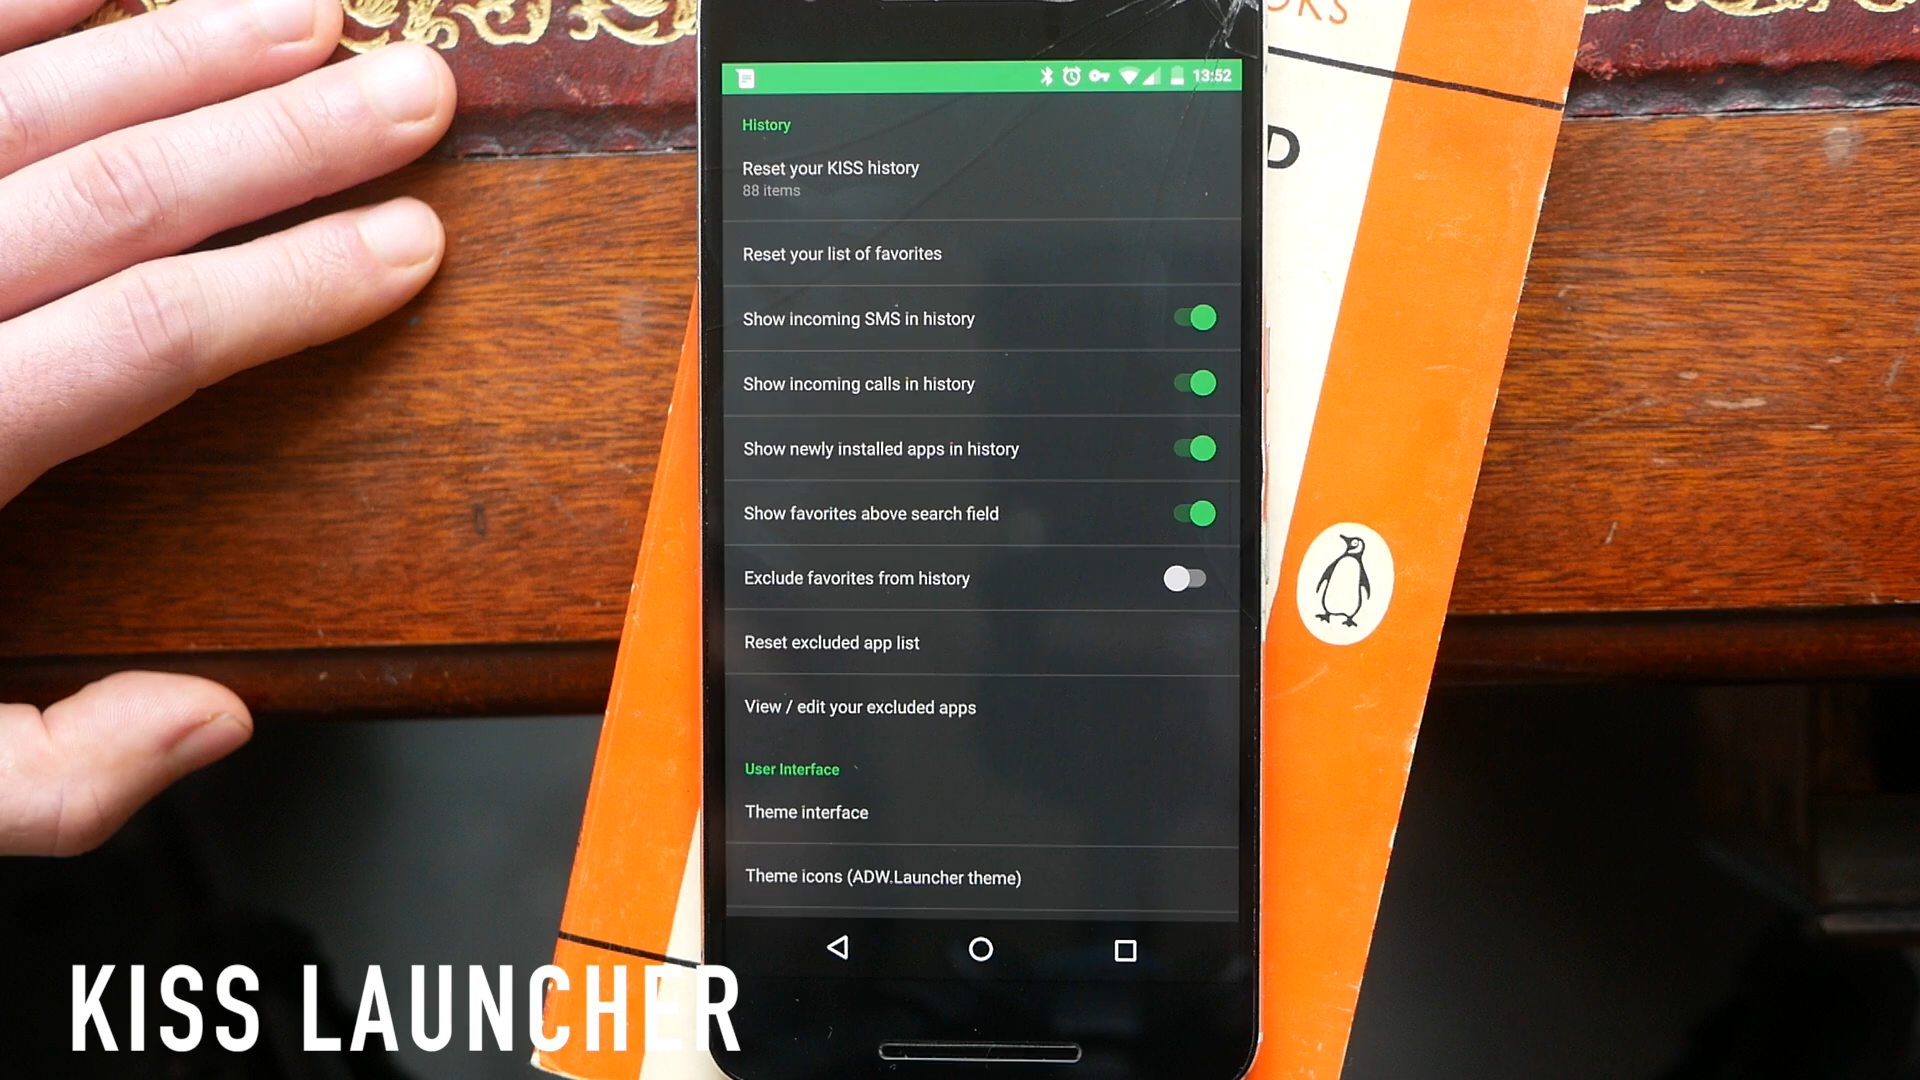 13:52
History
Reset your KISS history
88 items
Reset your list of favorites
Show incoming SMS in history
Show incoming calls in history
Show newly installed apps in history
Show favorites above search field
Exclude favorites from history
Reset excluded app list
View / edit your excluded apps
User Interface
Theme interface
Theme icons (ADW.Launcher theme)
D
KISS LAUNCHER